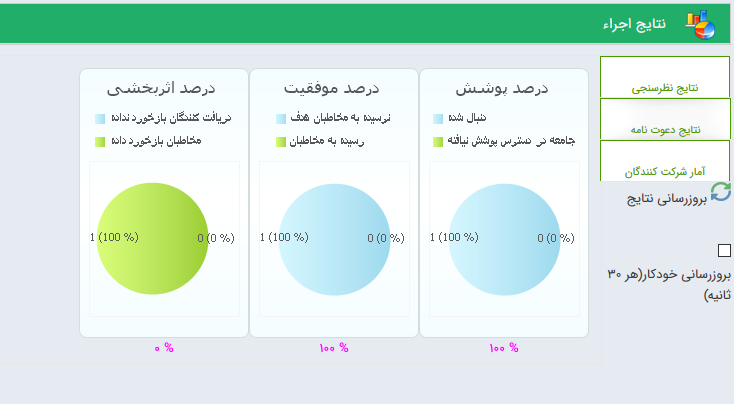 نتایج اجراء
نتایج نظرسنجی
نتایج دعوت نامه
آمار شرکت کنندگان
بروزرسانی نتایج
بروزرسانی خودکار(هر ۳۰
ثانیه)
درصد پوشش
دنبال شده
جامعه در دسترس پوشش نیافته
1 (100 %)
0 (0 %)
۱۰۰ %
درصد موفقیت
نرسیده به مخاطبان هدف
رسیده به مخاطبان
1 (100 %)
0 (0 %)
۱۰۰ %
درصد اثربخشی
دریافت کنندگان بازخورد نداده
مخاطبان بازخورد داده
1 (100 %)
0 (0 %)
۰ %